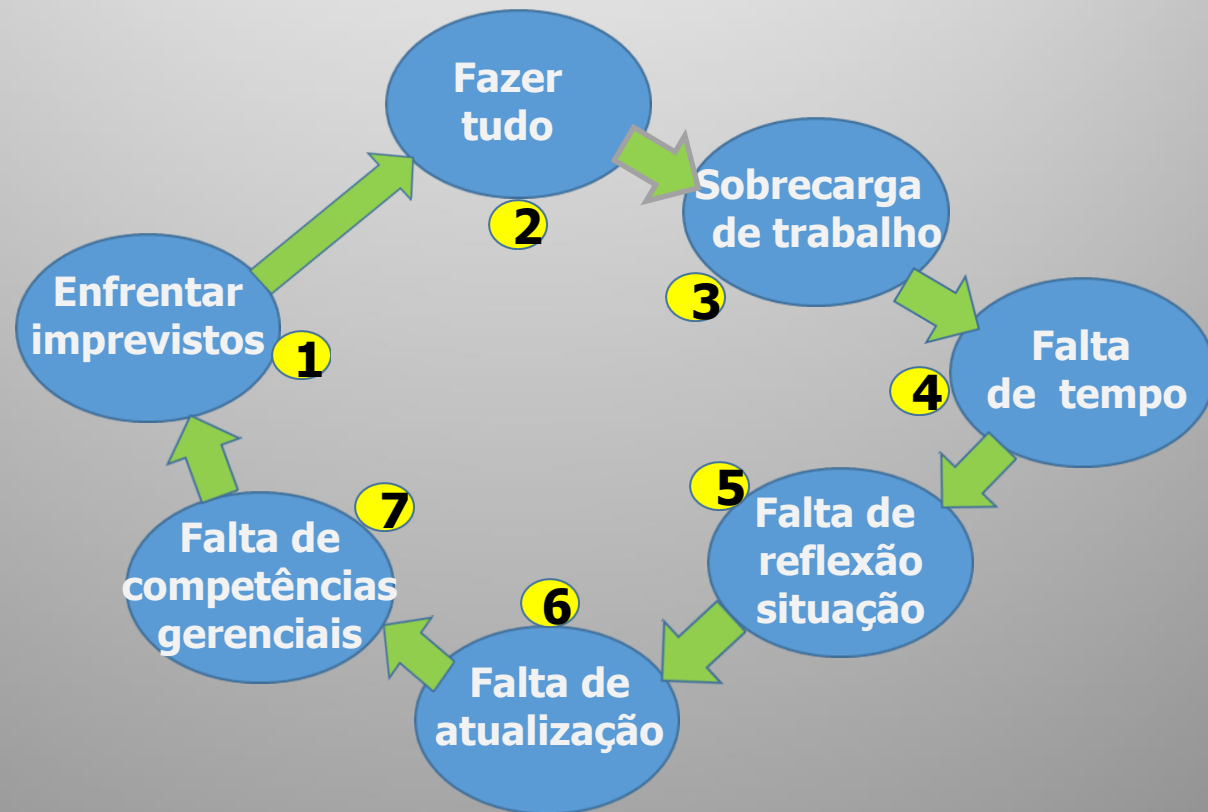 Fazer
tudo
2
Sobrecarga
de trabalho
3
Enfrentar
imprevistos
1
Falta
de tempo
4
5
Falta de
reflexão
situação
7
Falta de
competências
gerenciais
6
Falta de
atualização